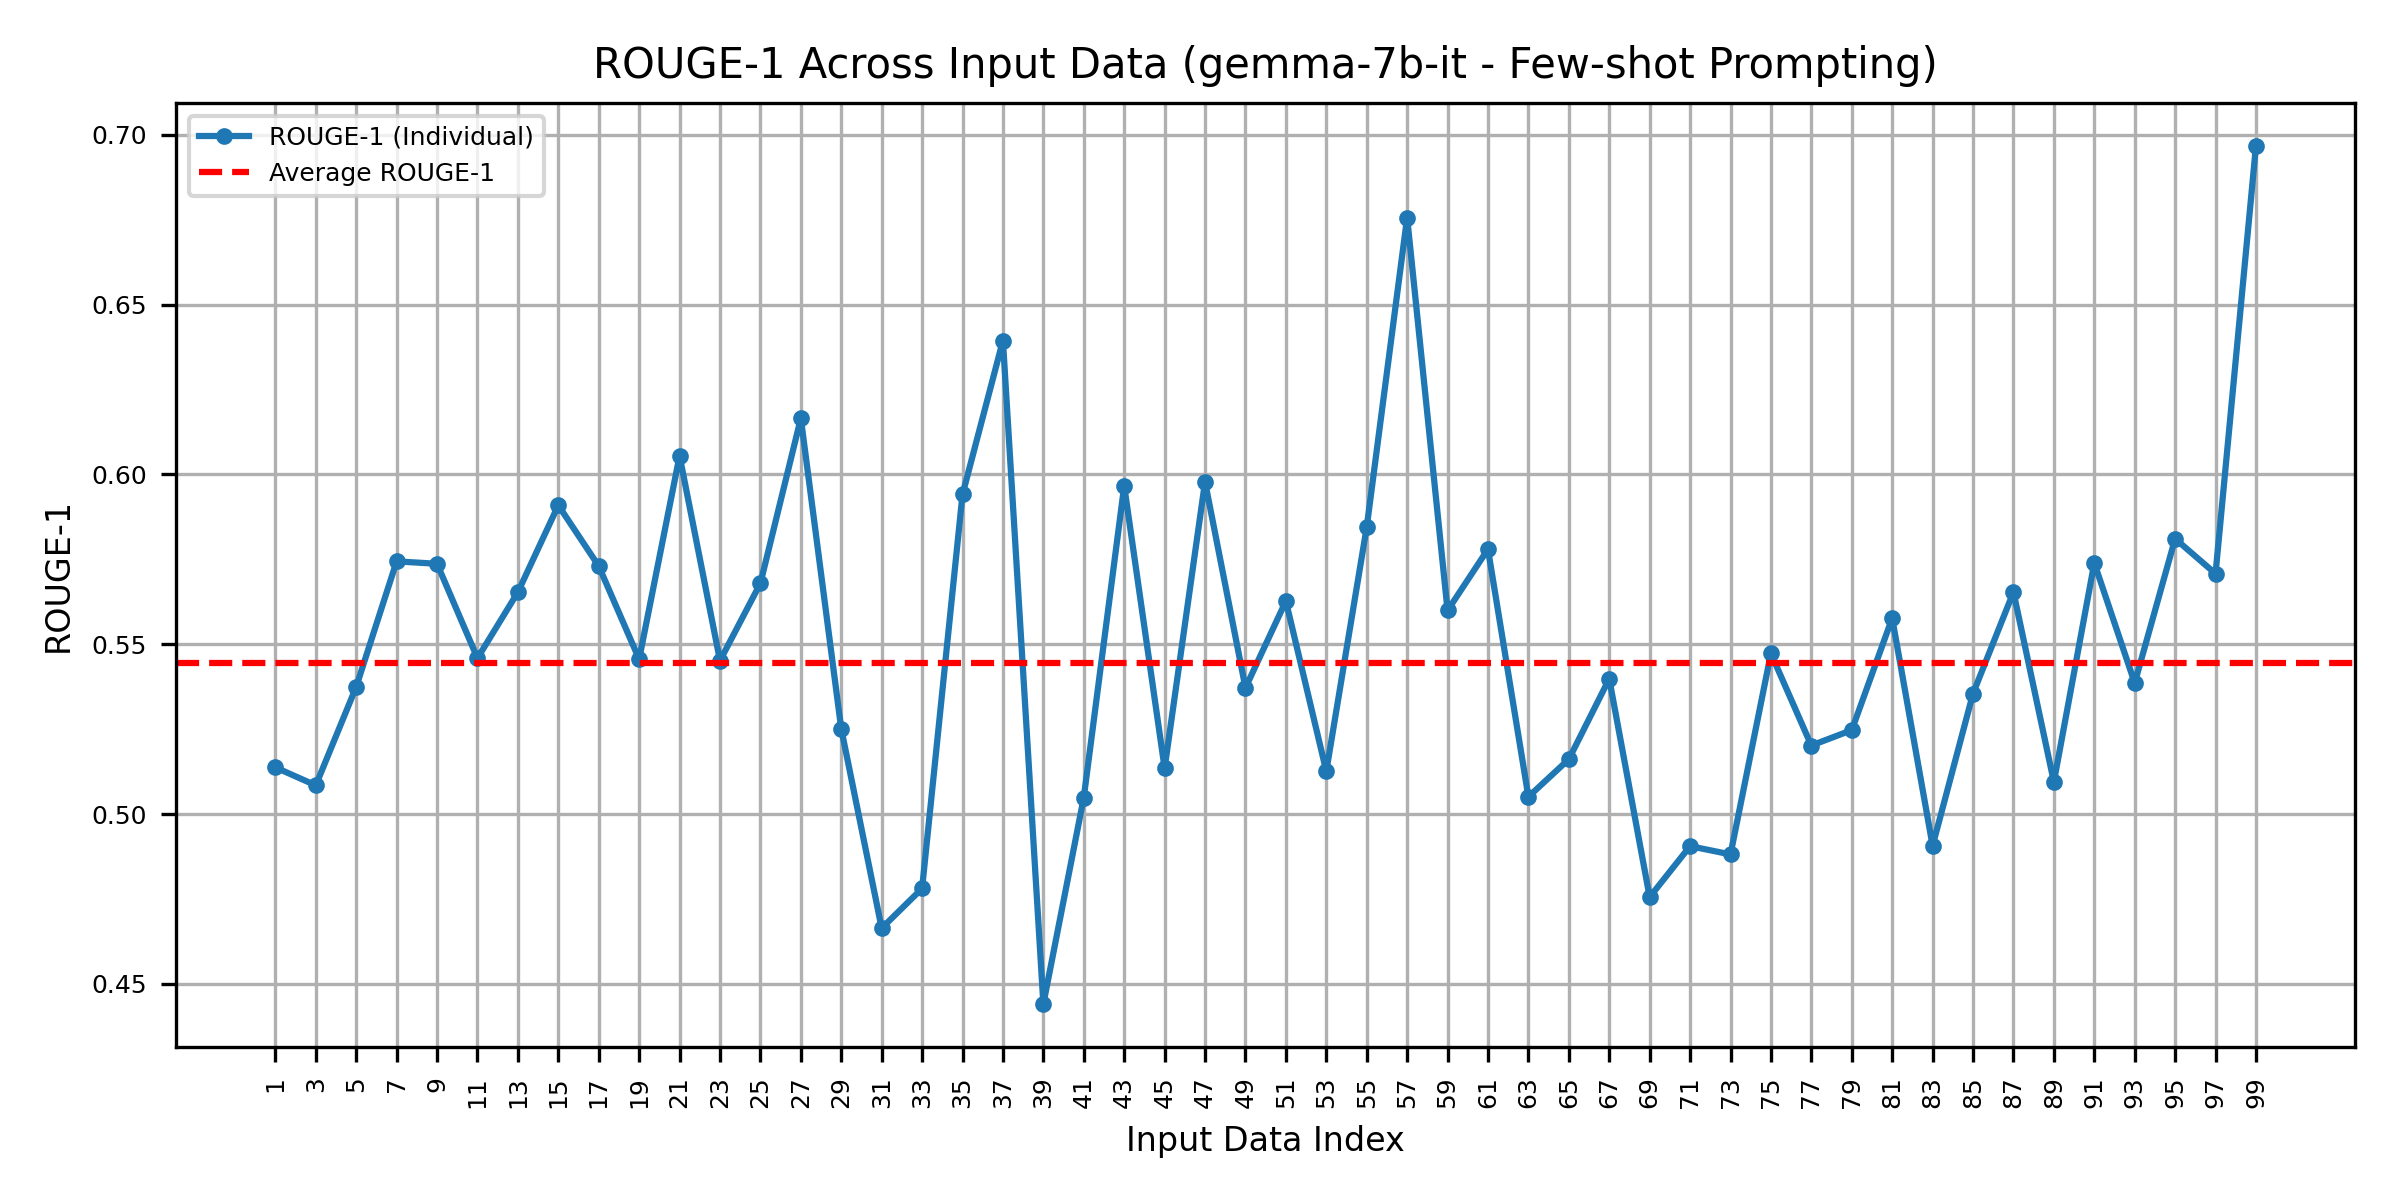 ROUGE-1 Across Input Data (gemma-7b-it - Few-shot Prompting)
ROUGE-1 (Individual)
Average ROUGE-1
ROUGE-1
0.70
0.65
0.60
0.55
0.50
0.45
1 3 5 7 9 11 13 15 17 19 21 23 25 27 29 31 33 35 37 39 41 43 45 47 49 51 53 55 57 59 61 63 65 67 69 71 73 75 77 79 81 83 85 87 89 91 93 95 97 99
Input Data Index